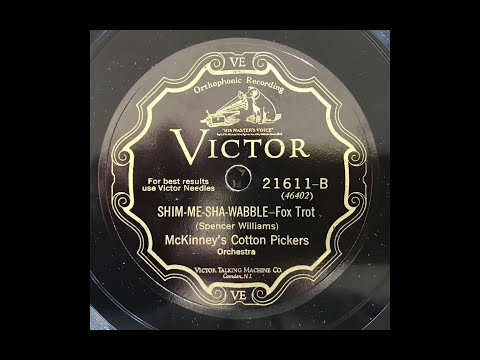 VE
Orthophonic Recording
"HIS MASTER'S VOICE"
VICTOR
For best results
use Victor Needles
21611-B
(46402)
SHIM-ME-SHA-WABBLE-Fox Trot
(Spencer Williams)
McKinney's Cotton Pickers
Orchestra
VICTOR TALKING MACHINE CO.
Camden, N.J.
VE